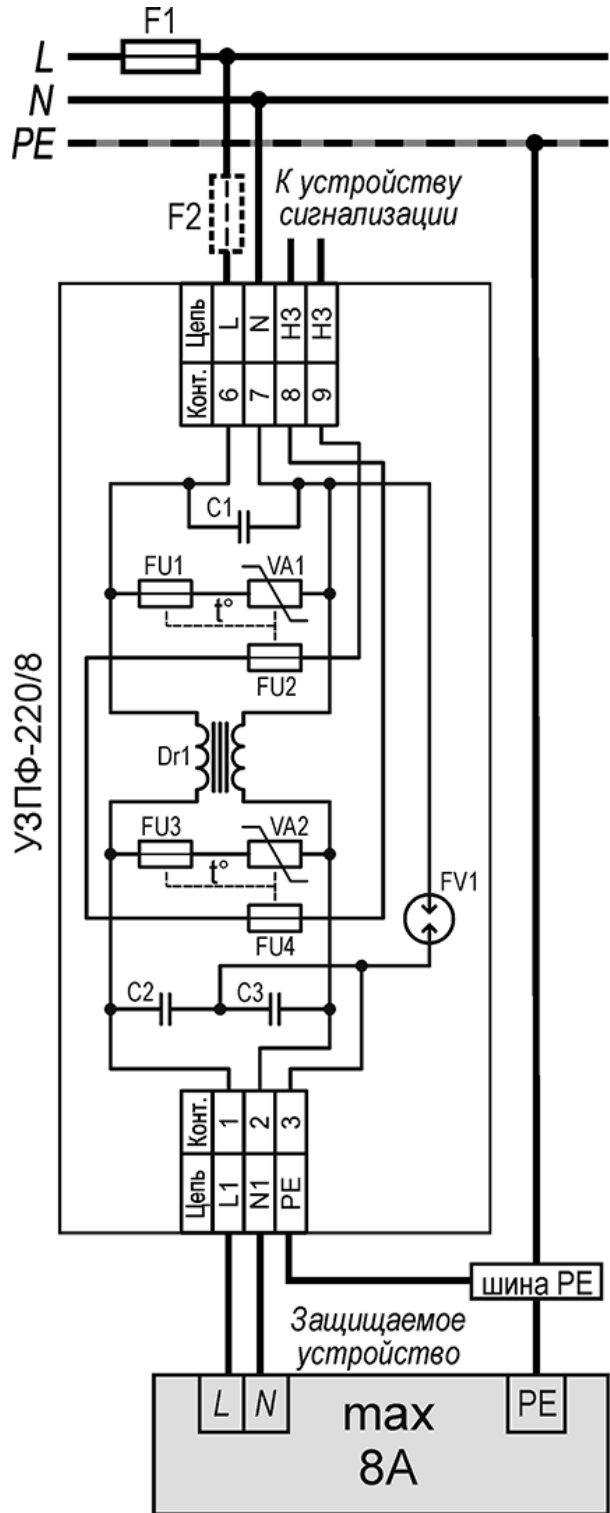 F1
L
N
PE
К устройству
сигнализации
F2
Цепь L N НЗ НЗ
Конт. 6 7 8 9
C1
FU1 VA1
t°
FU2
УЗПФ-220/8
Dr1
FU3 VA2
t°
FV1
FU4
C2 C3
Конт. 1 2 3
Цепь L1 N1 PE
шина PE
Защищаемое
устройство
L N max PE
8A